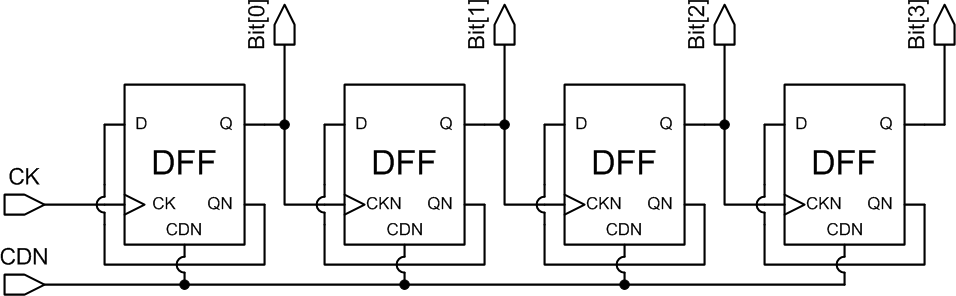 Bit[0]
Bit[1]
Bit[2]
Bit[3]
D Q D Q D Q D Q
DFF DFF DFF DFF
CK
CK QN CKN QN CKN QN CKN QN
CDN CDN CDN CDN
CDN